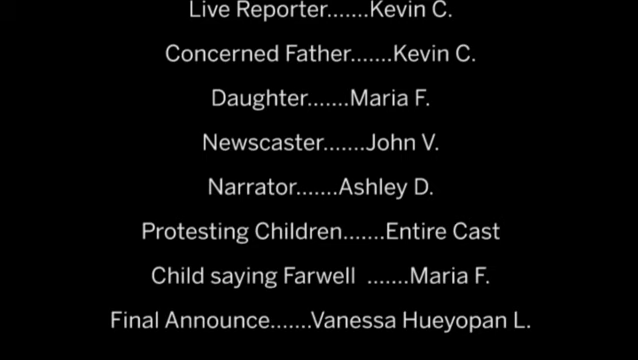 Live Reporter.......Kevin C.
Concerned Father.......Kevin C.
Daughter.......Maria F.
Newscaster.......John V.
Narrator.......Ashley D.
Protesting Children.......Entire Cast
Child saying Farwell .......Maria F.
Final Announce.......Vanessa Hueyopan L.